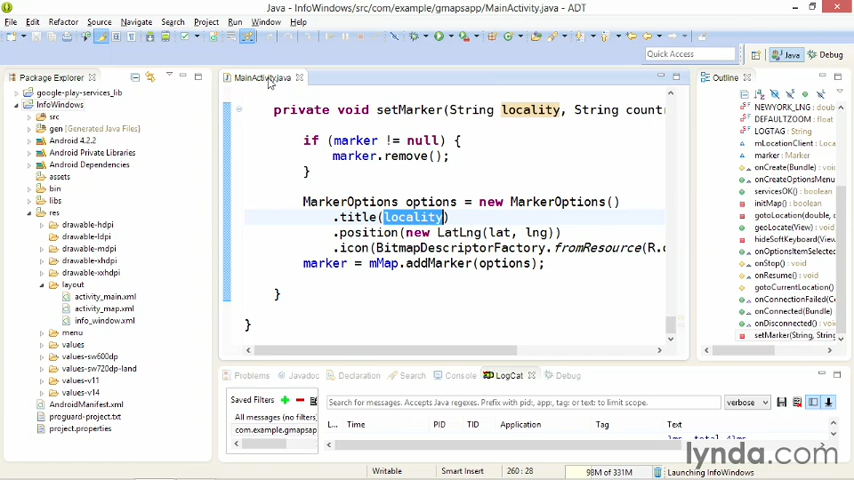 Java - InfoWindows/src/com/example/gmapsapp/MainActivity.java - ADT
File Edit Refactor Source Navigate Search Project Run Window Help
Quick Access
Java
Debug
Package Explorer
google-play-services_lib
InfoWindows
src
gen [Generated Java Files]
Android 4.2.2
Android Private Libraries
Android Dependencies
assets
bin
libs
res
drawable-hdpi
drawable-ldpi
drawable-mdpi
drawable-xhdpi
drawable-xxhdpi
layout
activity_main.xml
activity_map.xml
info_window.xml
menu
values
values-sw600dp
values-sw720dp-land
values-v11
values-v14
AndroidManifest.xml
proguard-project.txt
project.properties
MainActivity.java
private void setMarker(String locality, String countr
if (marker != null) {
marker.remove();
}
MarkerOptions options = new MarkerOptions()
.title(locality)
.position(new LatLng(lat, lng))
.icon(BitmapDescriptorFactory.fromResource(R.
marker = mMap.addMarker(options);
}
}
Outline
NEWYORK_LNG : double
DEFAULTZOOM : float
LOGTAG : String
mLocationClient
marker : Marker
onCreate(Bundle)
onCreateOptionsMenu
servicesOK() : boolean
initMap() : boolean
gotoLocation(double,
geoLocate(View) : void
hideSoftKeyboard(View
onOptionsItemSelected
onStop() : void
onResume() : void
gotoCurrentLocation()
onConnectionFailed(C
onConnected(Bundle)
onDisconnected() : void
setMarker(String, String
Problems Javadoc Declaration Search Console LogCat Debug
Saved Filters
All messages (no filters)
com.example.gmapsapp
Search for messages. Accepts Java regexes. Prefix with pid:, app:, tag: or text: to limit scope.
verbose
L... Time PID TID Application Tag Text
Writable
Smart Insert
260 : 28
98M of 331M
Launching InfoWindows
lynda.com